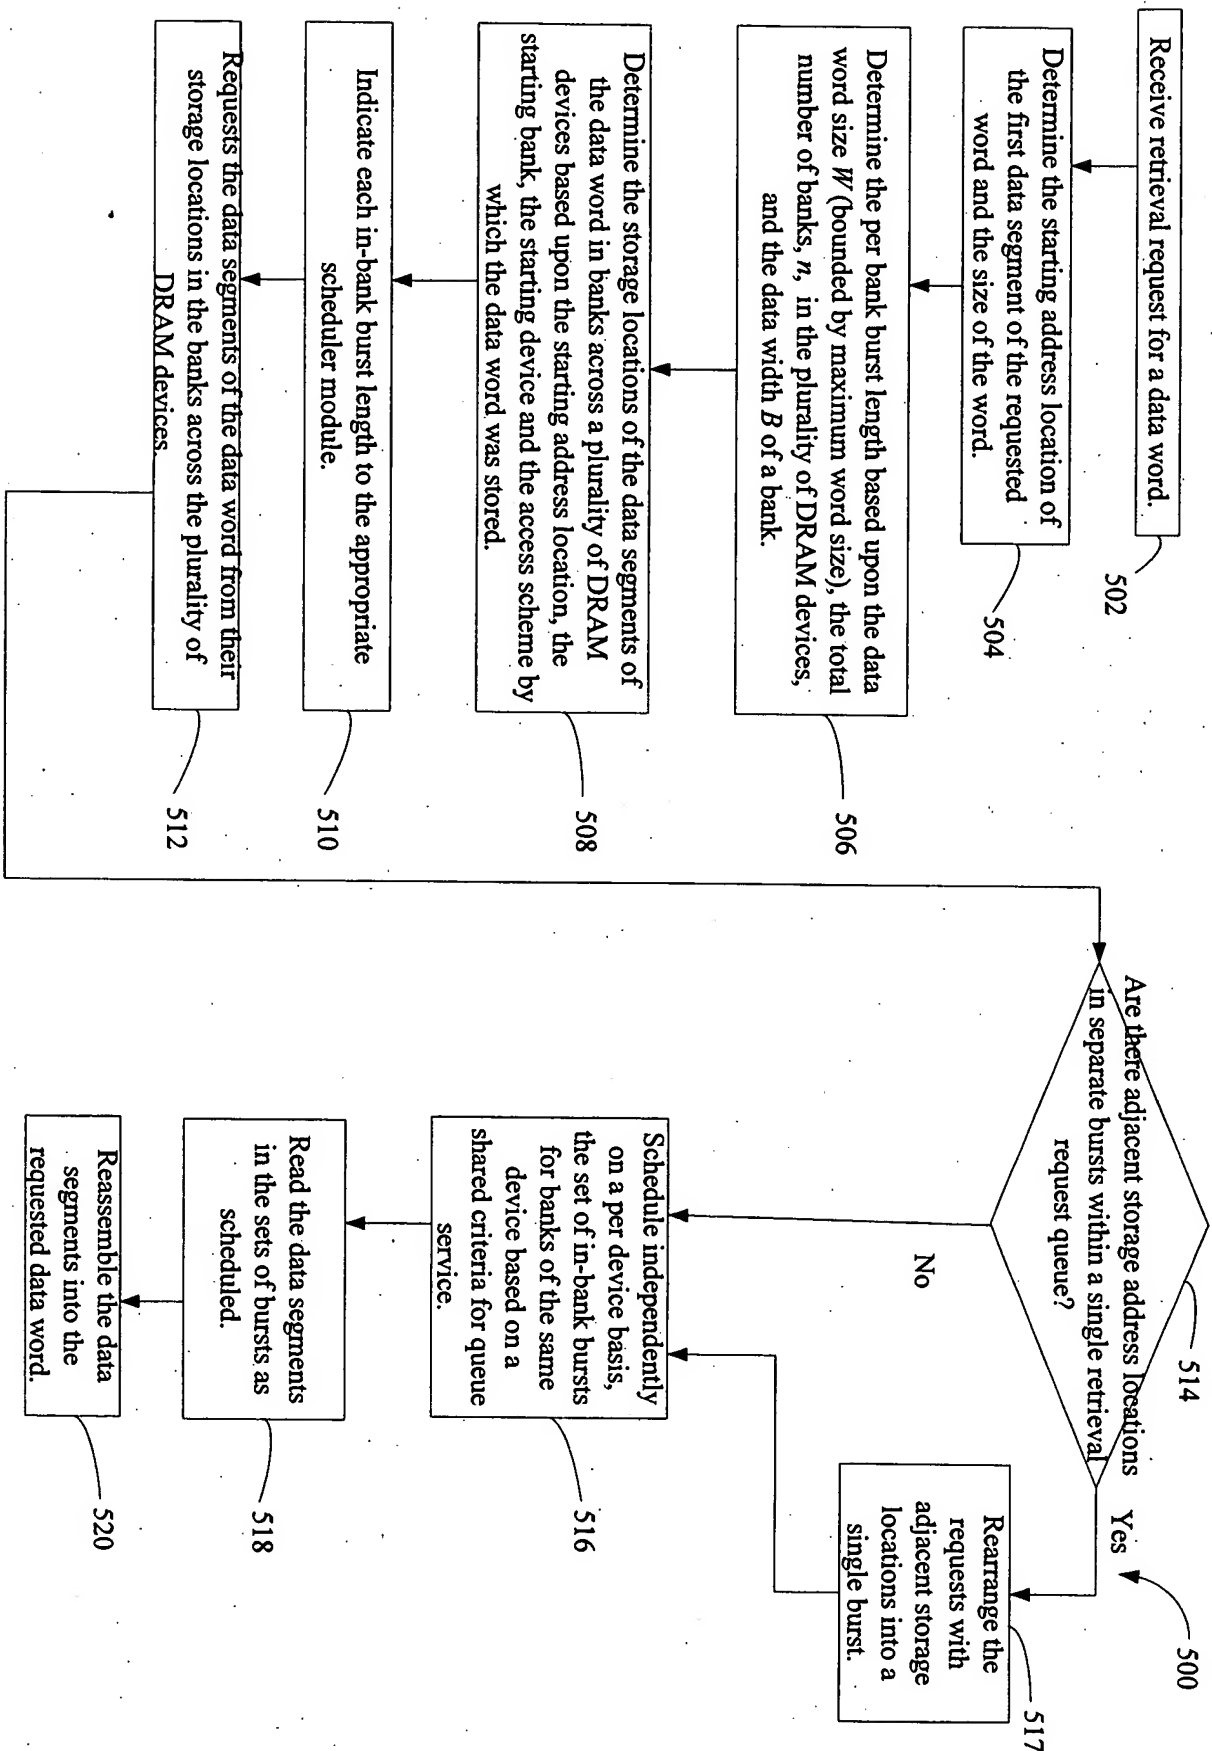 Receive retrieval request for a data word.
502
Determine the starting address location of
the first data segment of the requested
word and the size of the word.
504
Determine the per bank burst length based upon the data
word size W (bounded by maximum word size), the total
number of banks, n, in the plurality of DRAM devices,
and the data width B of a bank.
506
Determine the storage locations of the data segments of
the data word in banks across a plurality of DRAM
devices based upon the starting address location, the
starting bank, the starting device and the access scheme by
which the data word was stored.
508
Indicate each in-bank burst length to the appropriate
scheduler module.
510
Requests the data segments of the data word from their
storage locations in the banks across the plurality of
DRAM devices.
512
Are there adjacent storage address locations
in separate bursts within a single retrieval
request queue?
514
Yes
500
No
Rearrange the
requests with
adjacent storage
locations into a
single burst.
517
Schedule independently
on a per device basis,
the set of in-bank bursts
for banks of the same
device based on a
shared criteria for queue
service.
516
Read the data segments
in the sets of bursts as
scheduled.
518
Reassemble the data
segments into the
requested data word.
520